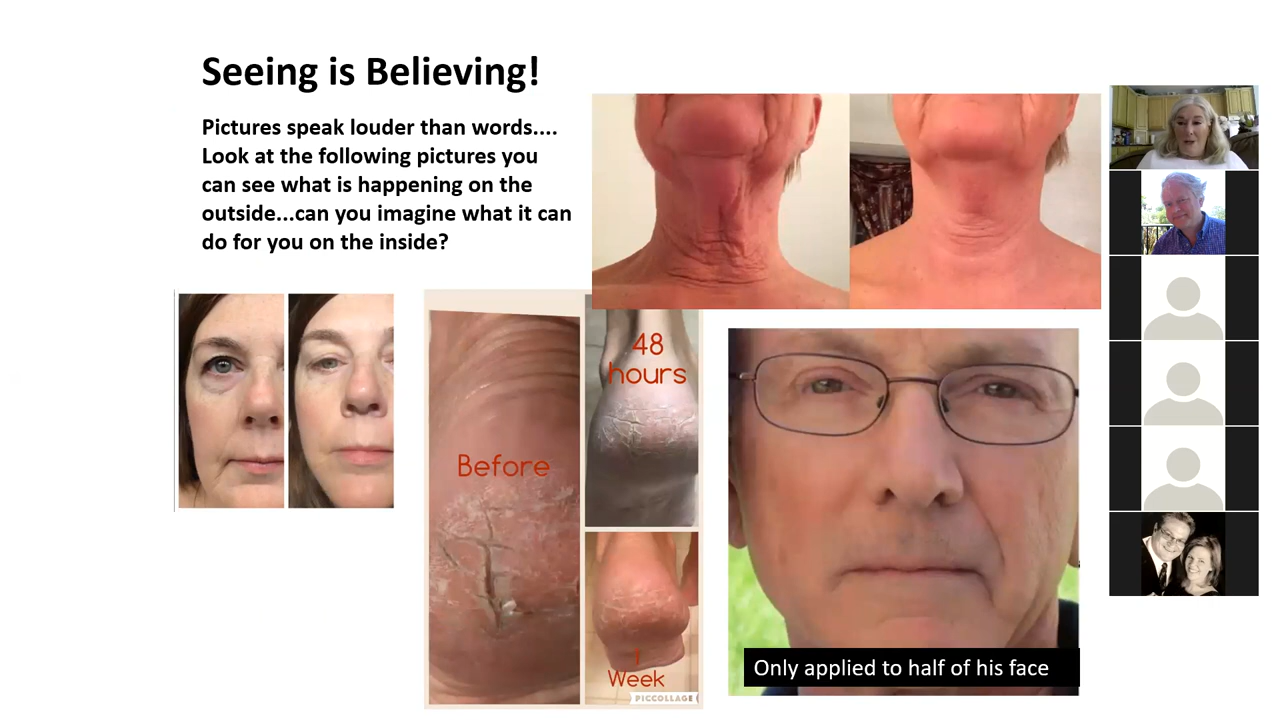 Seeing is Believing!
Pictures speak louder than words....
Look at the following pictures you
can see what is happening on the
outside...can you imagine what it can
do for you on the inside?
48
hours
Before
1
Week
PICCOLLAGE
Only applied to half of his face